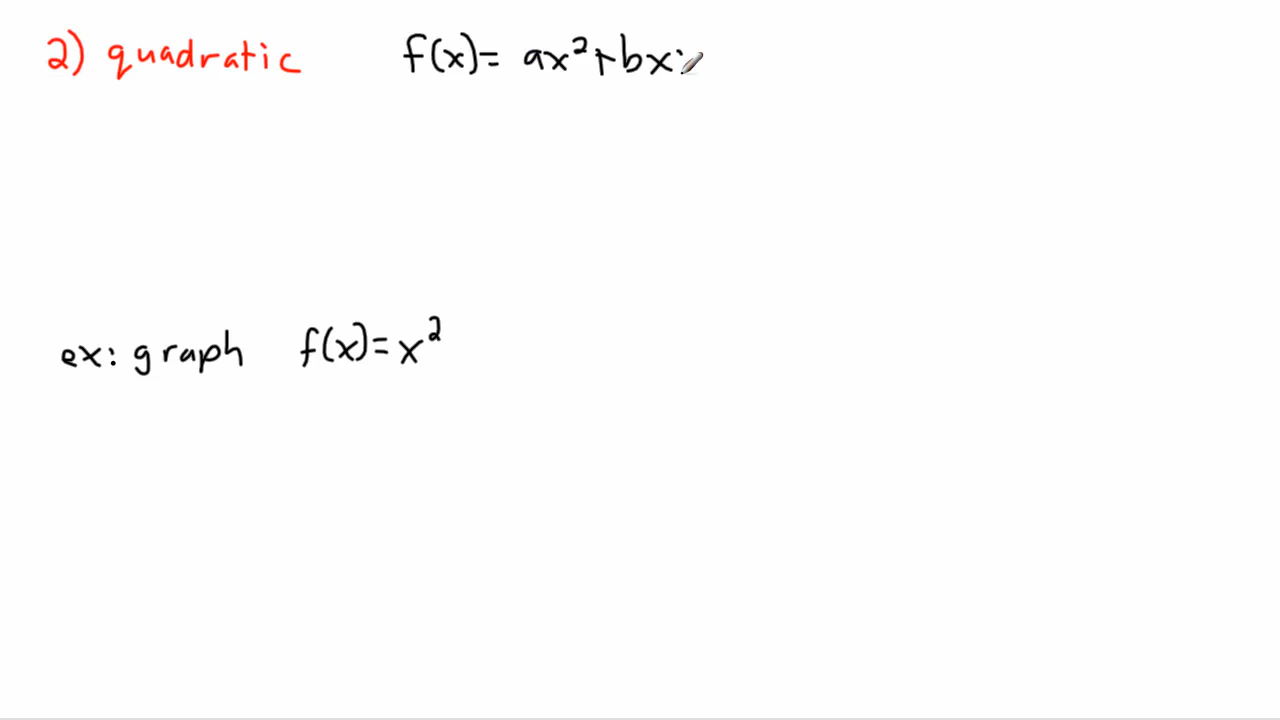 2) quadratic f(x)= ax²+bx
ex: graph f(x)=x²